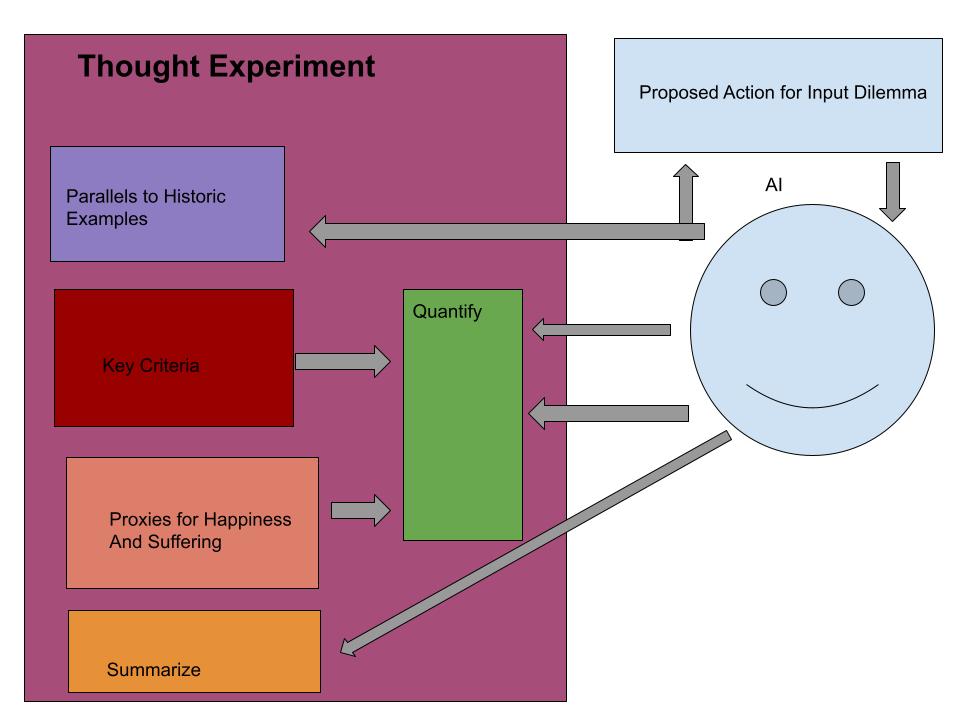 Thought Experiment
Proposed Action for Input Dilemma
AI
Parallels to Historic
Examples
Quantify
Key Criteria
Proxies for Happiness
And Suffering
Summarize